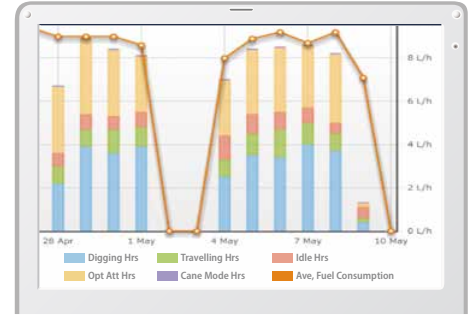 8 L/h
6 L/h
4 L/h
2 L/h
0 L/h
28 Apr 1 May 4 May 7 May 10 May
Digging Hrs Travelling Hrs Idle Hrs
Opt Att Hrs Cane Mode Hrs Ave, Fuel Consumption